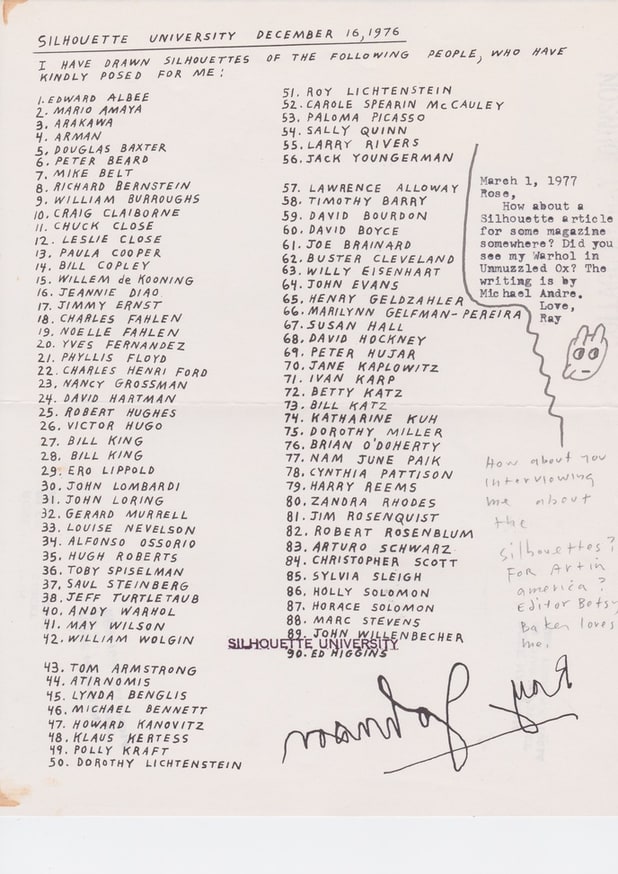 SILHOUETTE UNIVERSITY DECEMBER 16, 1976
I HAVE DRAWN SILHOUETTES OF THE FOLLOWING PEOPLE, WHO HAVE
KINDLY POSED FOR ME:
1. EDWARD ALBEE
2. MARIO AMAYA
3. ARAKAWA
4. ARMAN
5. DOUGLAS BAXTER
6. PETER BEARD
7. MIKE BELT
8. RICHARD BERNSTEIN
9. WILLIAM BURROUGHS
10. CRAIG CLAIBORNE
11. CHUCK CLOSE
12. LESLIE CLOSE
13. PAULA COOPER
14. BILL COPLEY
15. WILLEM de KOONING
16. JEANNIE DIAO
17. JIMMY ERNST
18. CHARLES FAHLEN
19. NOELLE FAHLEN
20. YVES FERNANDEZ
21. PHYLLIS FLOYD
22. CHARLES HENRI FORD
23. NANCY GROSSMAN
24. DAVID HARTMAN
25. ROBERT HUGHES
26. VICTOR HUGO
27. BILL KING
28. BILL KING
29. ERO LIPPOLD
30. JOHN LOMBARDI
31. JOHN LORING
32. GERARD MURRELL
33. LOUISE NEVELSON
34. ALFONSO OSSORIO
35. HUGH ROBERTS
36. TOBY SPISELMAN
37. SAUL STEINBERG
38. JEFF TURTLETAUB
40. ANDY WARHOL
41. MAY WILSON
42. WILLIAM WOLGIN
43. TOM ARMSTRONG
44. ATIRNOMIS
45. LYNDA BENGLIS
46. MICHAEL BENNETT
47. HOWARD KANOVITZ
48. KLAUS KERTESS
49. POLLY KRAFT
50. DOROTHY LICHTENSTEIN
51. ROY LICHTENSTEIN
52. CAROLE SPEARIN McCAULEY
53. PALOMA PICASSO
54. SALLY QUINN
55. LARRY RIVERS
56. JACK YOUNGERMAN
57. LAWRENCE ALLOWAY
58. TIMOTHY BARRY
59. DAVID BOURDON
60. DAVID BOYCE
61. JOE BRAINARD
62. BUSTER CLEVELAND
63. WILLY EISENHART
64. JOHN EVANS
65. HENRY GELDZAHLER
66. MARILYNN GELFMAN-PEREIRA
67. SUSAN HALL
68. DAVID HOCKNEY
69. PETER HUJAR
70. JANE KAPLOWITZ
71. IVAN KARP
72. BETTY KATZ
73. BILL KATZ
74. KATHARINE KUH
75. DOROTHY MILLER
76. BRIAN O'DOHERTY
77. NAM JUNE PAIK
78. CYNTHIA PATTISON
79. HARRY REEMS
80. ZANDRA RHODES
81. JIM ROSENQUIST
82. ROBERT ROSENBLUM
83. ARTURO SCHWARZ
84. CHRISTOPHER SCOTT
85. SYLVIA SLEIGH
86. HOLLY SOLOMON
87. HORACE SOLOMON
88. MARC STEVENS
89. JOHN WILLENBECHER
SILHOUETTE UNIVERSITY
90. ED HIGGINS
March 1, 1977
Rose,
How about a
Silhouette article
for some magazine
somewhere? Did you
see my Warhol in
Unmuzzled Ox? The
writing is by
Michael Andre.
Love,
Ray
How about you
interviewing
me about
the
silhouettes?
FOR Art in
america?
Editor Betsy
Baker loves
me.